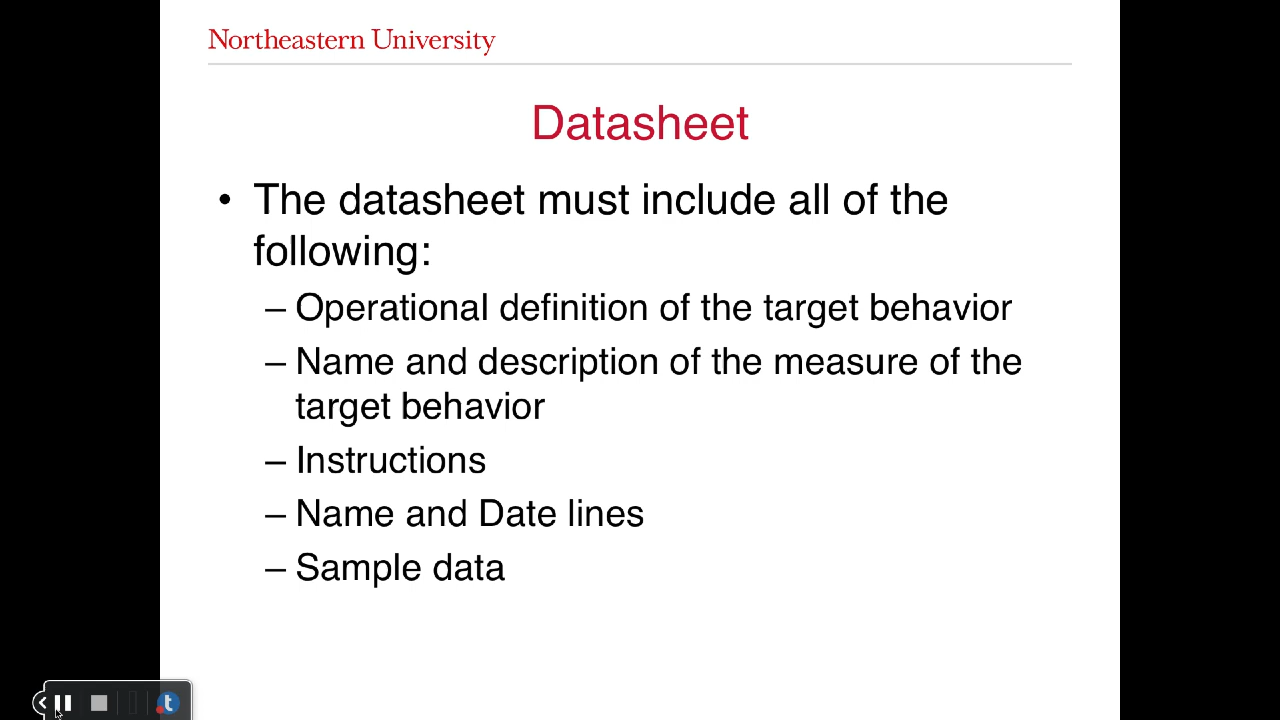 Northeastern University
Datasheet
• The datasheet must include all of the
following:
– Operational definition of the target behavior
– Name and description of the measure of the
target behavior
– Instructions
– Name and Date lines
– Sample data
t